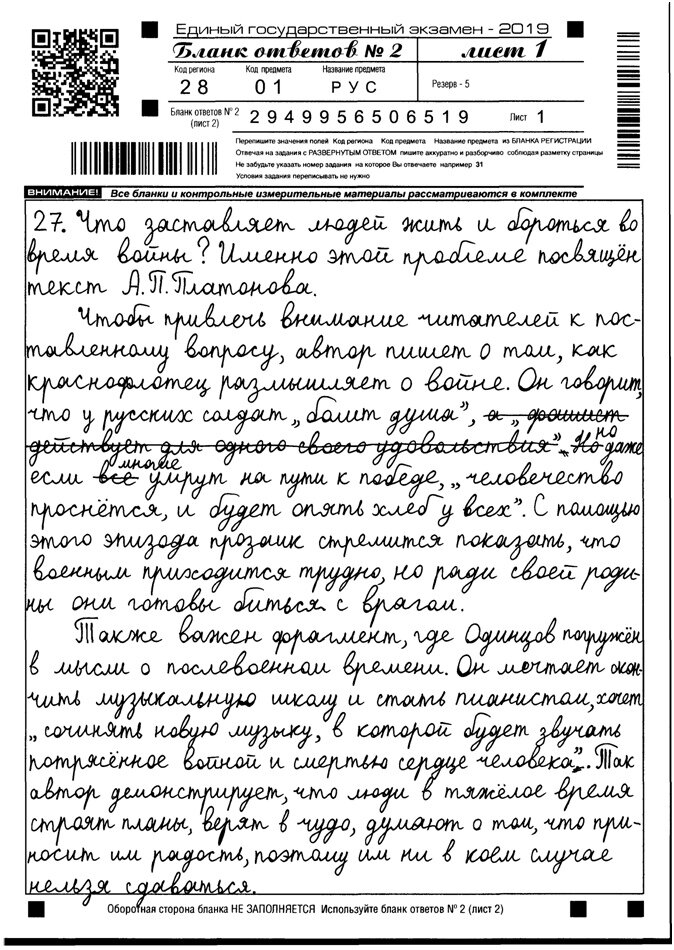 Единый государственный экзамен - 2019
Бланк ответов № 2 лист 1
Код региона Код предмета Название предмета
28 01 РУС Резерв - 5
Бланк ответов № 2 (лист 2) 2949956506519 Лист 1
Перепишите значения полей Код региона Код предмета Название предмета из БЛАНКА РЕГИСТРАЦИИ
Отвечая на задания с РАЗВЕРНУТЫМ ОТВЕТОМ пишите аккуратно и разборчиво соблюдая разметку страницы
Не забудьте указать номер задания на которое Вы отвечаете например 31
Условия задания переписывать не нужно
ВНИМАНИЕ! Все бланки и контрольные измерительные материалы рассматриваются в комплекте
27. Что заставляет людей жить и бороться во
время войны? Именно этой проблеме посвящён
текст А.П.Платонова.
Чтобы привлечь внимание читателей к пос-
тавленному вопросу, автор пишет о том, как
краснофлотец размышляет о войне. Он говорит,
что у русских солдат „болит душа”, а „фашист
действует для одного своего удовольствия”. Но но даже
если все многие умрут на пути к победе, „человечество
проснётся, и будет опять хлеб у всех”. С помощью
этого эпизода прозаик стремится показать, что
военным приходится трудно, но ради своей роди-
ны они готовы биться с врагом.
Также важен фрагмент, где Одинцов погружён
в мысли о послевоенном времени. Он мечтает окон-
чить музыкальную школу и стать пианистом, хочет
„сочинять новую музыку, в которой будет звучать
потрясённое войной и смертью сердце человека”. Так
автор демонстрирует, что люди в тяжёлое время
строят планы, верят в чудо, думают о том, что при-
носит им радость, поэтому им ни в коем случае
нельзя сдаваться.
Оборотная сторона бланка НЕ ЗАПОЛНЯЕТСЯ Используйте бланк ответов № 2 (лист 2)